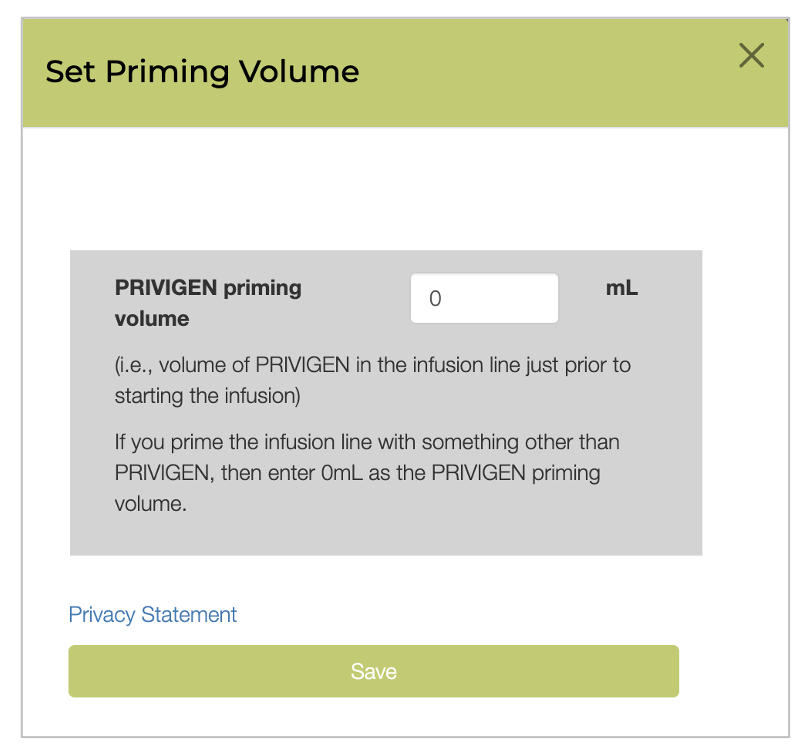 Set Priming Volume
PRIVIGEN priming
volume
0
mL
(i.e., volume of PRIVIGEN in the infusion line just prior to
starting the infusion)
If you prime the infusion line with something other than
PRIVIGEN, then enter 0mL as the PRIVIGEN priming
volume.
Privacy Statement
Save